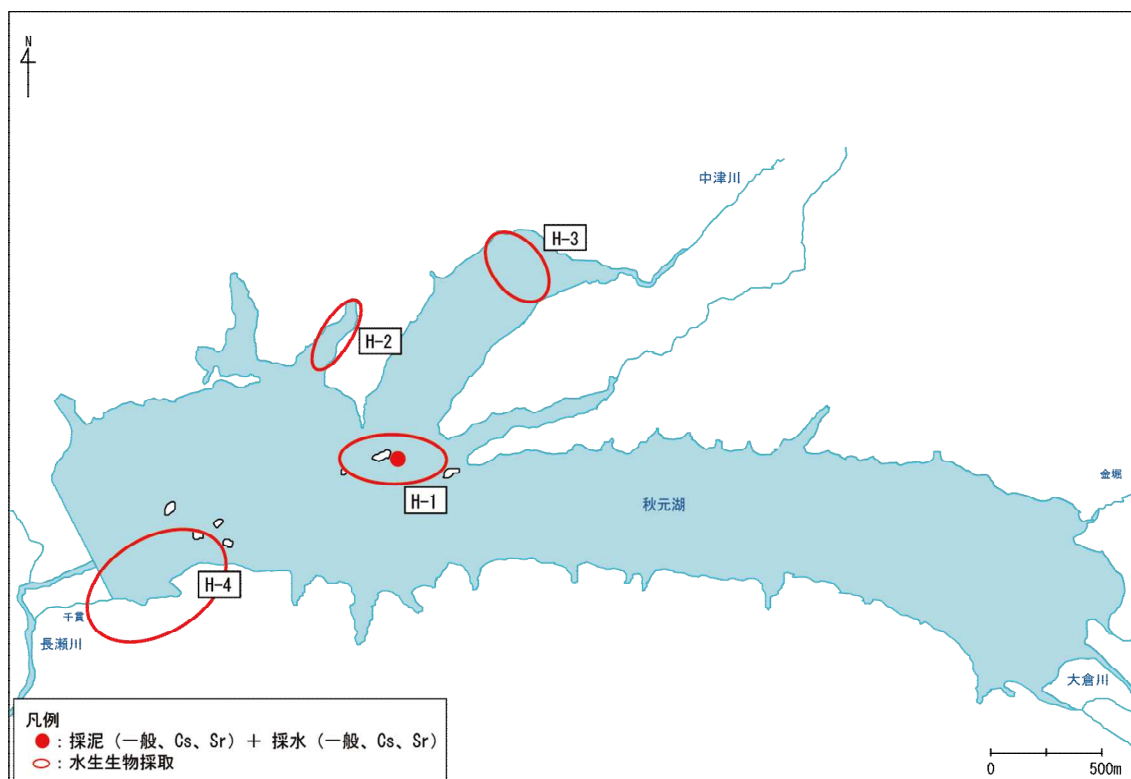 N
中津川
H-3
H-2
H-1
秋元湖
金堀
H-4
千貫
長瀬川
大倉川
凡例
●：採泥（一般、Cs、Sr）＋ 採水（一般、Cs、Sr）
○：水生生物採取
0 500m